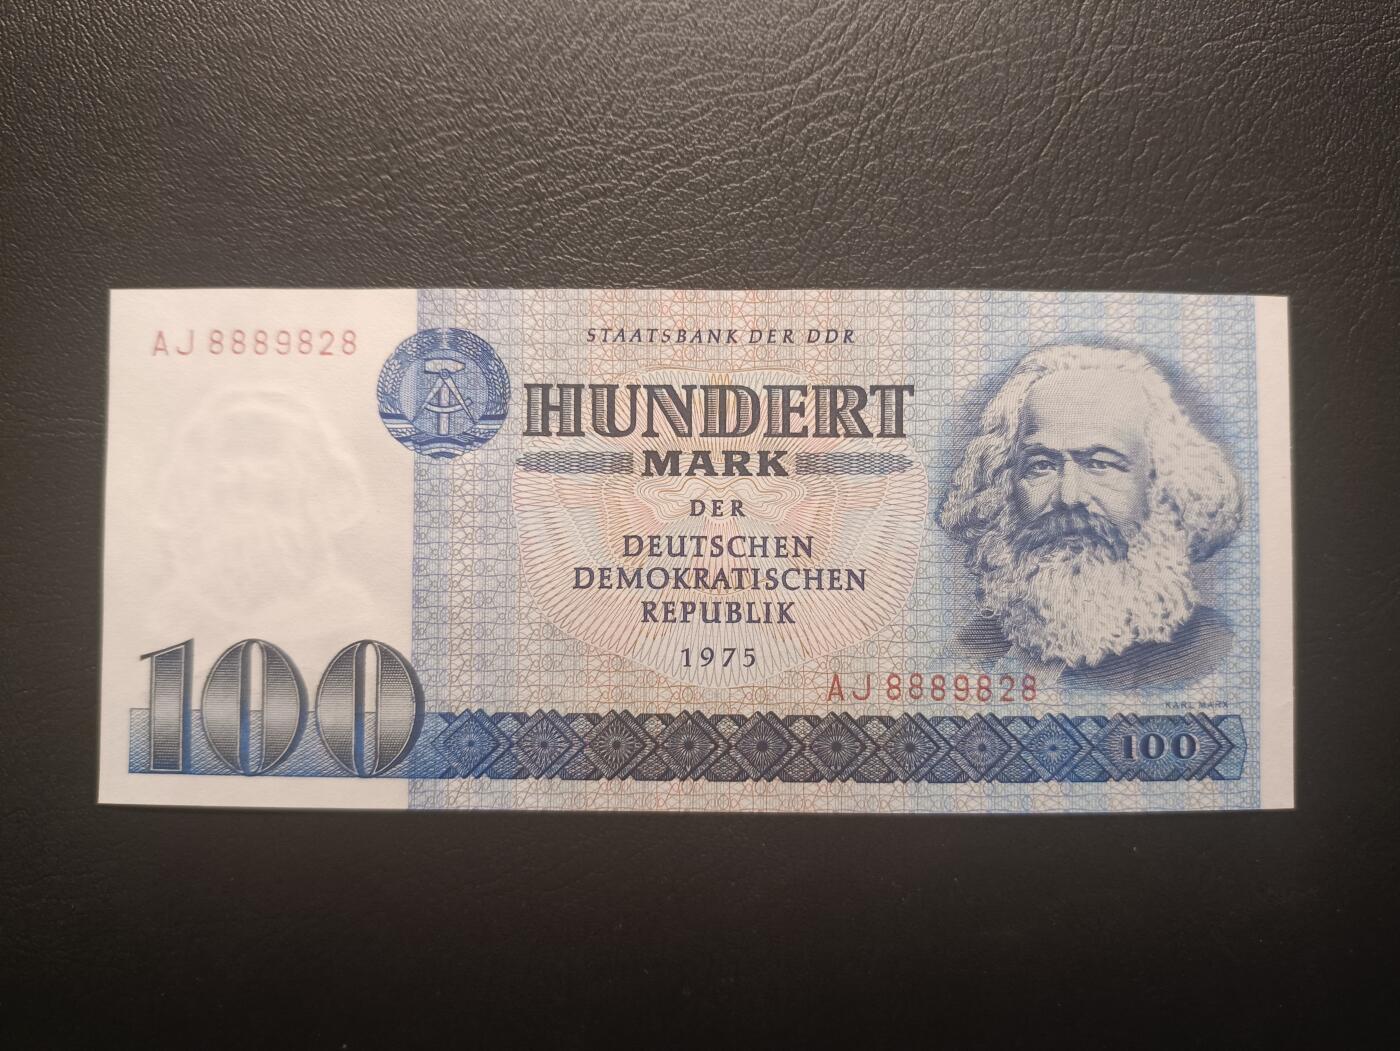 AJ 8889828
STAATSBANK DER DDR
HUNDERT
MARK
DER
DEUTSCHEN
DEMOKRATISCHEN
REPUBLIK
1975
AJ 8889828
KARL MARX
100
100